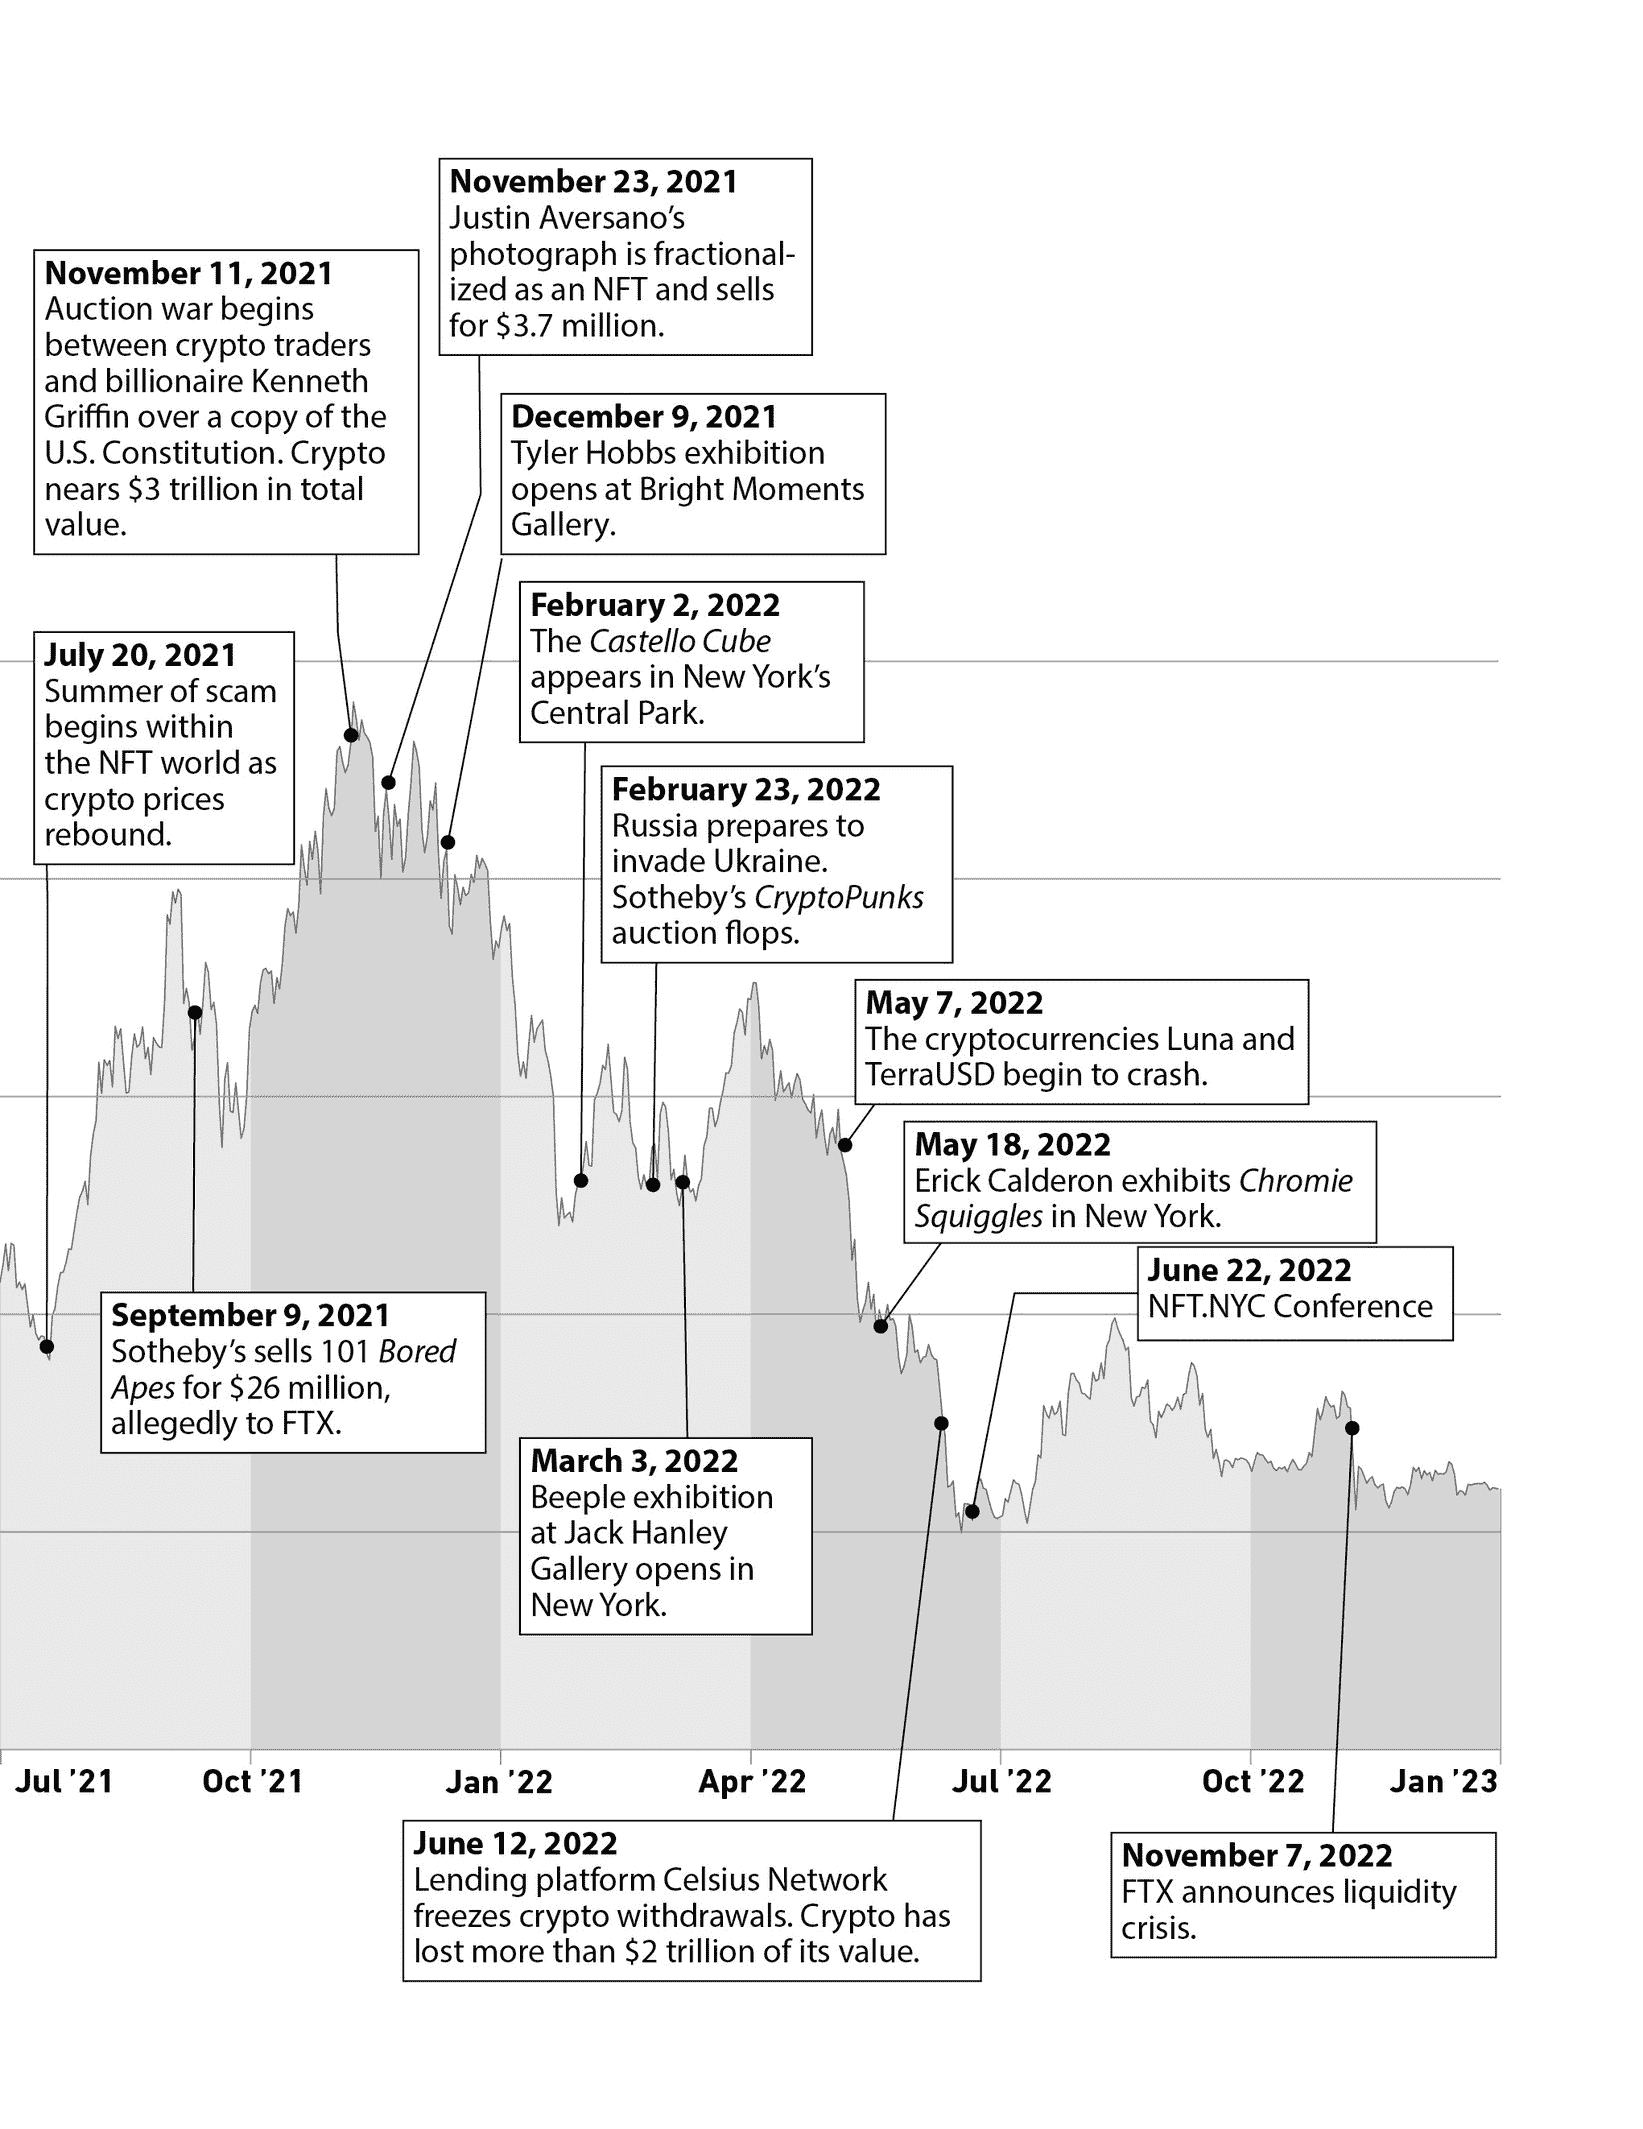 November 23, 2021
Justin Aversano’s
photograph is fractional-
ized as an NFT and sells
for $3.7 million.
November 11, 2021
Auction war begins
between crypto traders
and billionaire Kenneth
Griffin over a copy of the
U.S. Constitution. Crypto
nears $3 trillion in total
value.
December 9, 2021
Tyler Hobbs exhibition
opens at Bright Moments
Gallery.
February 2, 2022
The Castello Cube
appears in New York’s
Central Park.
July 20, 2021
Summer of scam
begins within
the NFT world as
crypto prices
rebound.
February 23, 2022
Russia prepares to
invade Ukraine.
Sotheby’s CryptoPunks
auction flops.
May 7, 2022
The cryptocurrencies Luna and
TerraUSD begin to crash.
May 18, 2022
Erick Calderon exhibits Chromie
Squiggles in New York.
June 22, 2022
NFT.NYC Conference
September 9, 2021
Sotheby’s sells 101 Bored
Apes for $26 million,
allegedly to FTX.
March 3, 2022
Beeple exhibition
at Jack Hanley
Gallery opens in
New York.
Jul ’21 Oct ’21 Jan ’22 Apr ’22 Jul ’22 Oct ’22 Jan ’23
June 12, 2022
Lending platform Celsius Network
freezes crypto withdrawals. Crypto has
lost more than $2 trillion of its value.
November 7, 2022
FTX announces liquidity
crisis.